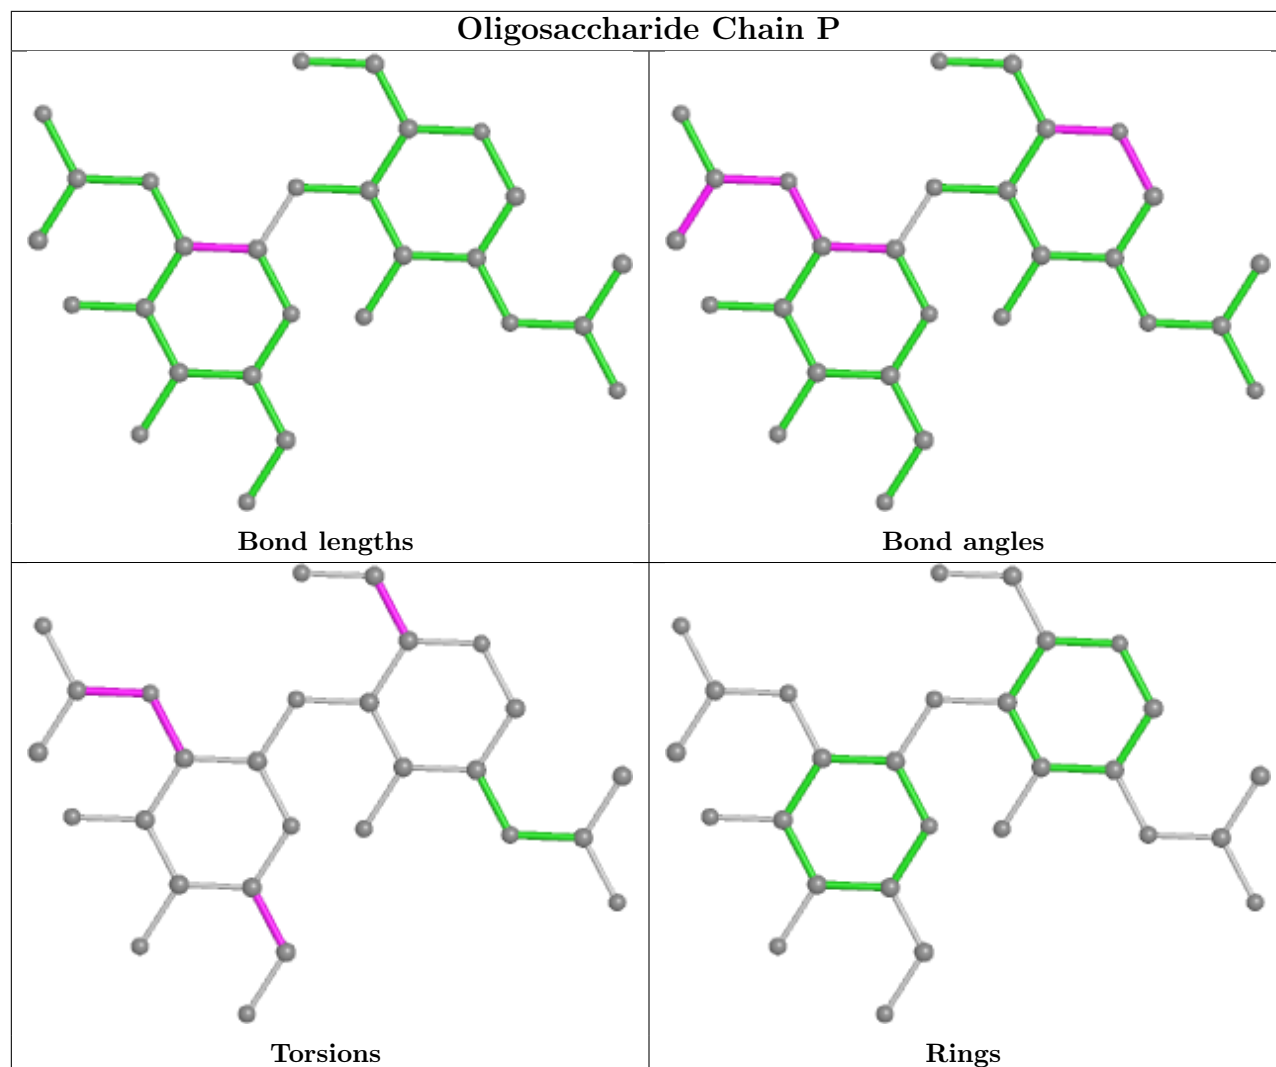 Oligosaccharide Chain P
Bond lengths
Bond angles
Torsions
Rings